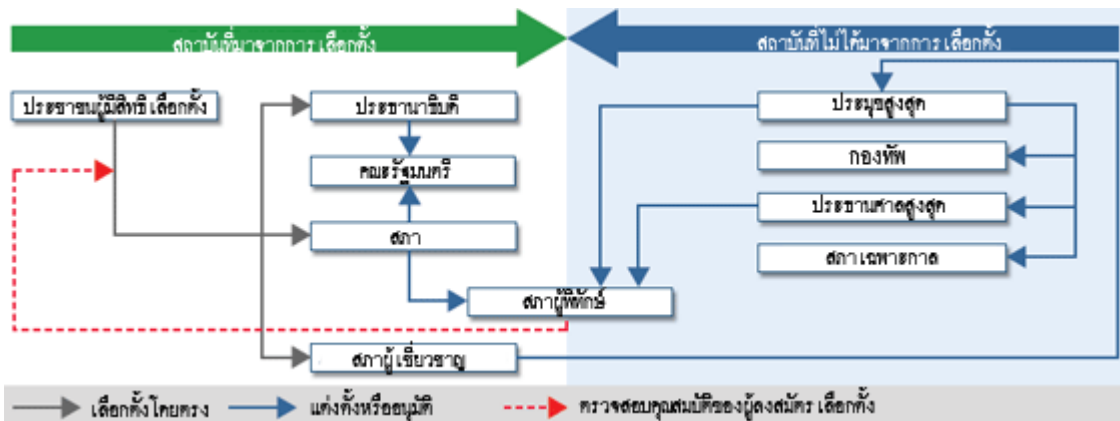 สถาบันที่มาจากการเลือกตั้ง
สถาบันที่ไม่ได้มาจากการเลือกตั้ง
ประชาชนผู้มีสิทธิเลือกตั้ง
ประธานาธิบดี
ประมุขสูงสุด
คณะรัฐมนตรี
กองทัพ
สภา
ประธานศาลสูงสุด
สภาเฉพาะกาล
สภาผู้พิทักษ์
สภาผู้เชี่ยวชาญ
เลือกตั้งโดยตรง
แต่งตั้งหรืออนุมัติ
ตรวจสอบคุณสมบัติของผู้ลงสมัครเลือกตั้ง